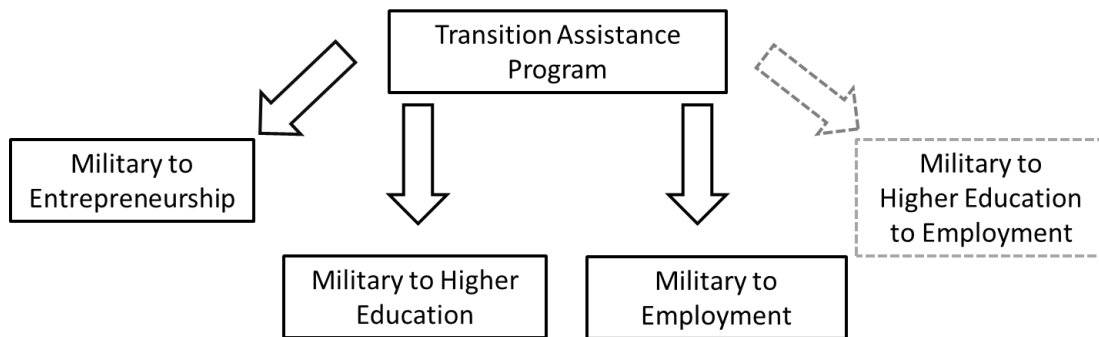 Transition Assistance
Program
Military to
Entrepreneurship
Military to Higher
Education
Military to
Employment
Military to
Higher Education
to Employment